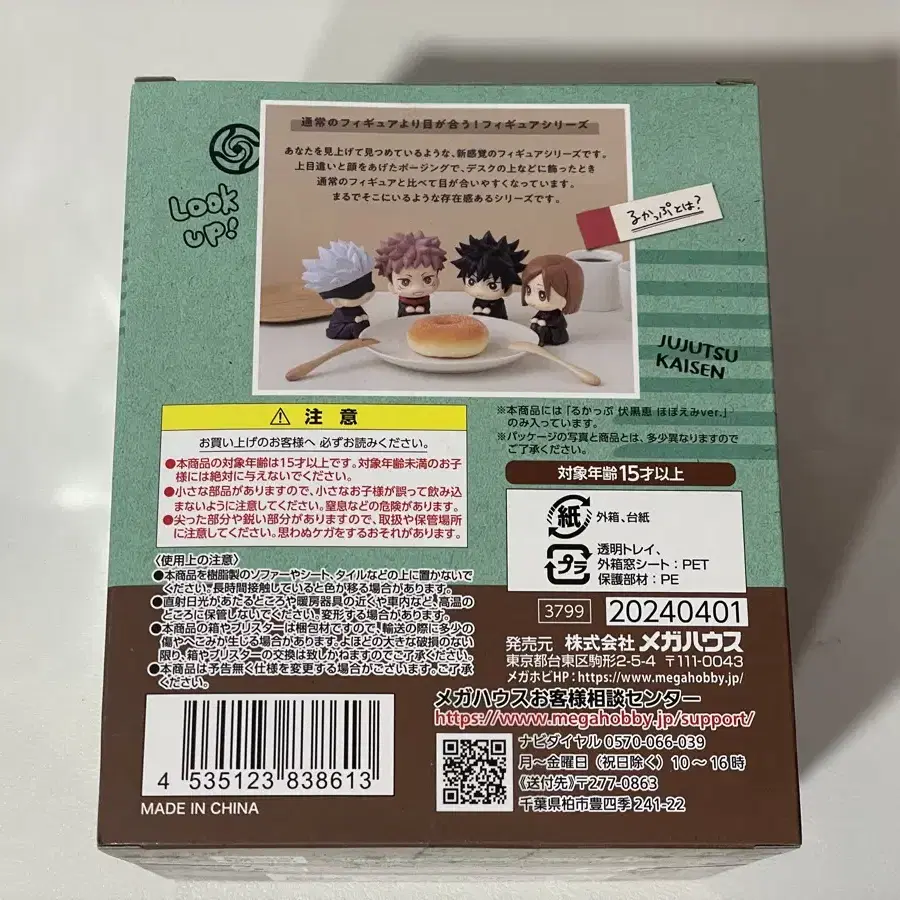 通常のフィギュアより目が合う!フィギュアシリーズ
あなたを見上げて見つめているような、新感覚のフィギュアシリーズです。
上目遣いと顔をあげたポージングで、デスクの上などに飾ったとき
通常のフィギュアと比べて目が合いやすくなっています。
まるでそこにいるような存在感あるシリーズです。
Look UP!
るかっぷとは?
JUJUTSU
KAISEN
⚠ 注意
お買い上げのお客様へ 必ずお読みください。
●本商品の対象年齢は15才以上です。対象年齢未満のお子
様には絶対に与えないでください。
●小さな部品がありますので、小さなお子様が誤って飲み込
まないように注意してください。窒息などの危険があります。
●尖った部分や鋭い部分がありますので、取扱や保管場所
に注意してください。思わぬケガをするおそれがあります。
〈使用上の注意〉
●本商品を樹脂製のソファーやシート、タイルなどの上に置かないで
ください。長時間接触していると色が移る場合があります。
●直射日光があたるところや暖房器具の近くや車内など、高温の
ところに保管しないでください。変形する場合があります。
●本商品の箱やブリスターは梱包材ですので、輸送の際に多少の
傷やへこみが生じる場合があります。よほどの大きな破損のない
限り、箱やブリスターの交換は致しかねますのでご了承ください。
●本商品は予告無く仕様を変更する場合がございます。ご了承
ください。
4 535123 838613
MADE IN CHINA
※本商品には「るかっぷ 伏黒恵 ほほえみver.」
のみ入っています。
※パッケージの写真と商品とは、多少異なりますので
ご了承ください。
対象年齢15才以上
紙 外箱、台紙
プラ 透明トレイ、
外箱窓シート:PET
保護部材:PE
3799 20240401
発売元 株式会社メガハウス
東京都台東区駒形2-5-4 〒111-0043
メガホビHP:https://www.megahobby.jp/
メガハウスお客様相談センター
https://www.megahobby.jp/support/
ナビダイヤル 0570-066-039
月〜金曜日(祝日除く)10〜16時
《送付先》〒277-0863
千葉県柏市豊四季241-22